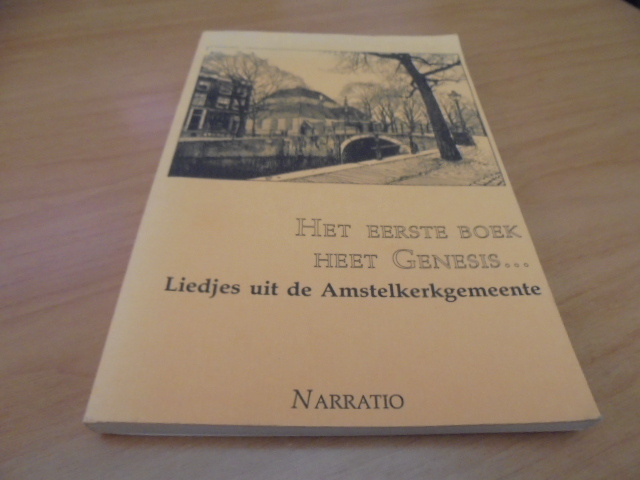 Het eerste boek
heet Genesis...
Liedjes uit de Amstelkerkgemeente
Narratio